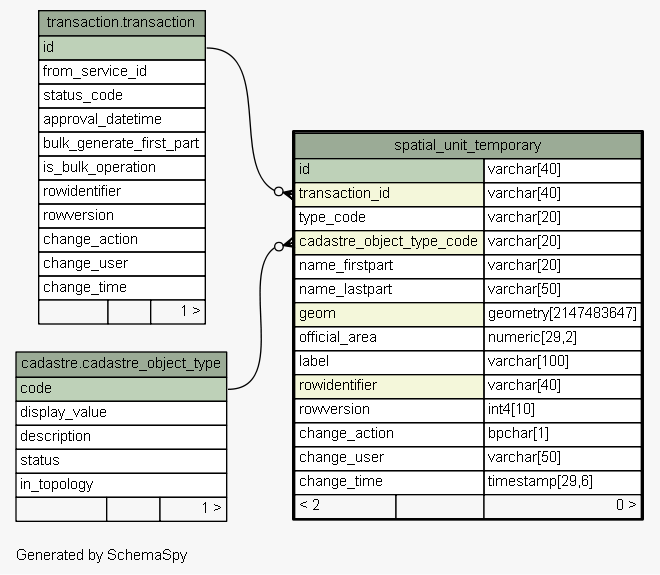 transaction.transaction
id
from_service_id
status_code
approval_datetime
bulk_generate_first_part
is_bulk_operation
rowidentifier
rowversion
change_action
change_user
change_time
1 >
spatial_unit_temporary
id varchar[40]
transaction_id varchar[40]
type_code varchar[20]
cadastre_object_type_code varchar[20]
name_firstpart varchar[20]
name_lastpart varchar[50]
geom geometry[2147483647]
official_area numeric[29,2]
label varchar[100]
rowidentifier varchar[40]
rowversion int4[10]
change_action bpchar[1]
change_user varchar[50]
change_time timestamp[29,6]
< 2 0 >
cadastre.cadastre_object_type
code
display_value
description
status
in_topology
1 >
Generated by SchemaSpy